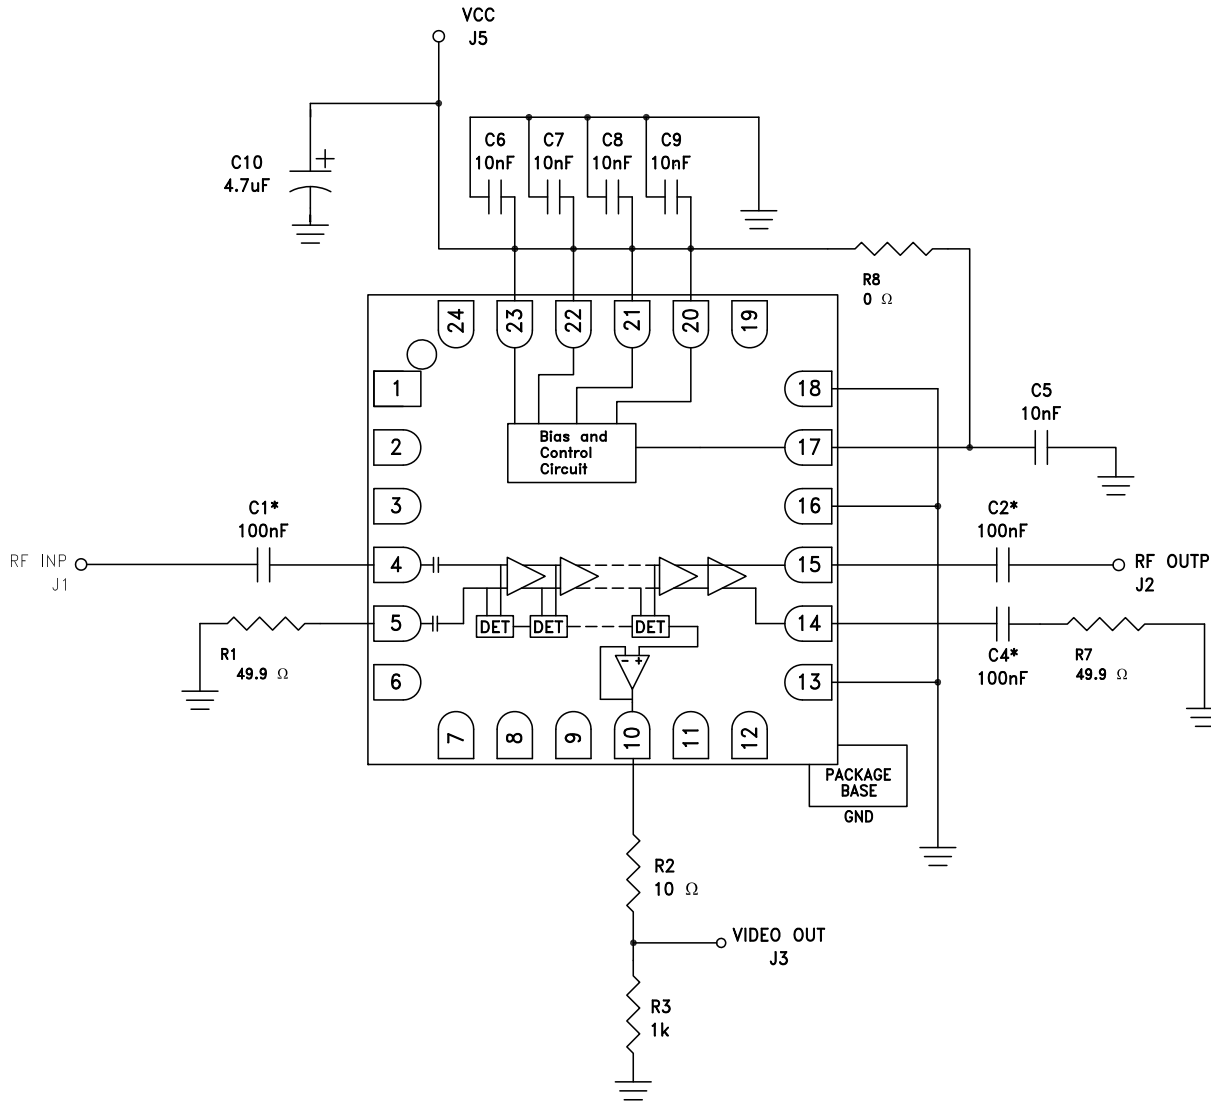 VCC
J5
C10
4.7uF
+
C6
10nF
C7
10nF
C8
10nF
C9
10nF
R8
0 Ω
24
23
22
21
20
19
1
2
3
4
5
6
18
17
16
15
14
13
7
8
9
10
11
12
Bias and
Control
Circuit
C5
10nF
C1*
100nF
RF INP
J1
R1
49.9 Ω
DET
DET
DET
- +
C2*
100nF
RF OUTP
J2
C4*
100nF
R7
49.9 Ω
PACKAGE
BASE
GND
R2
10 Ω
VIDEO OUT
J3
R3
1k